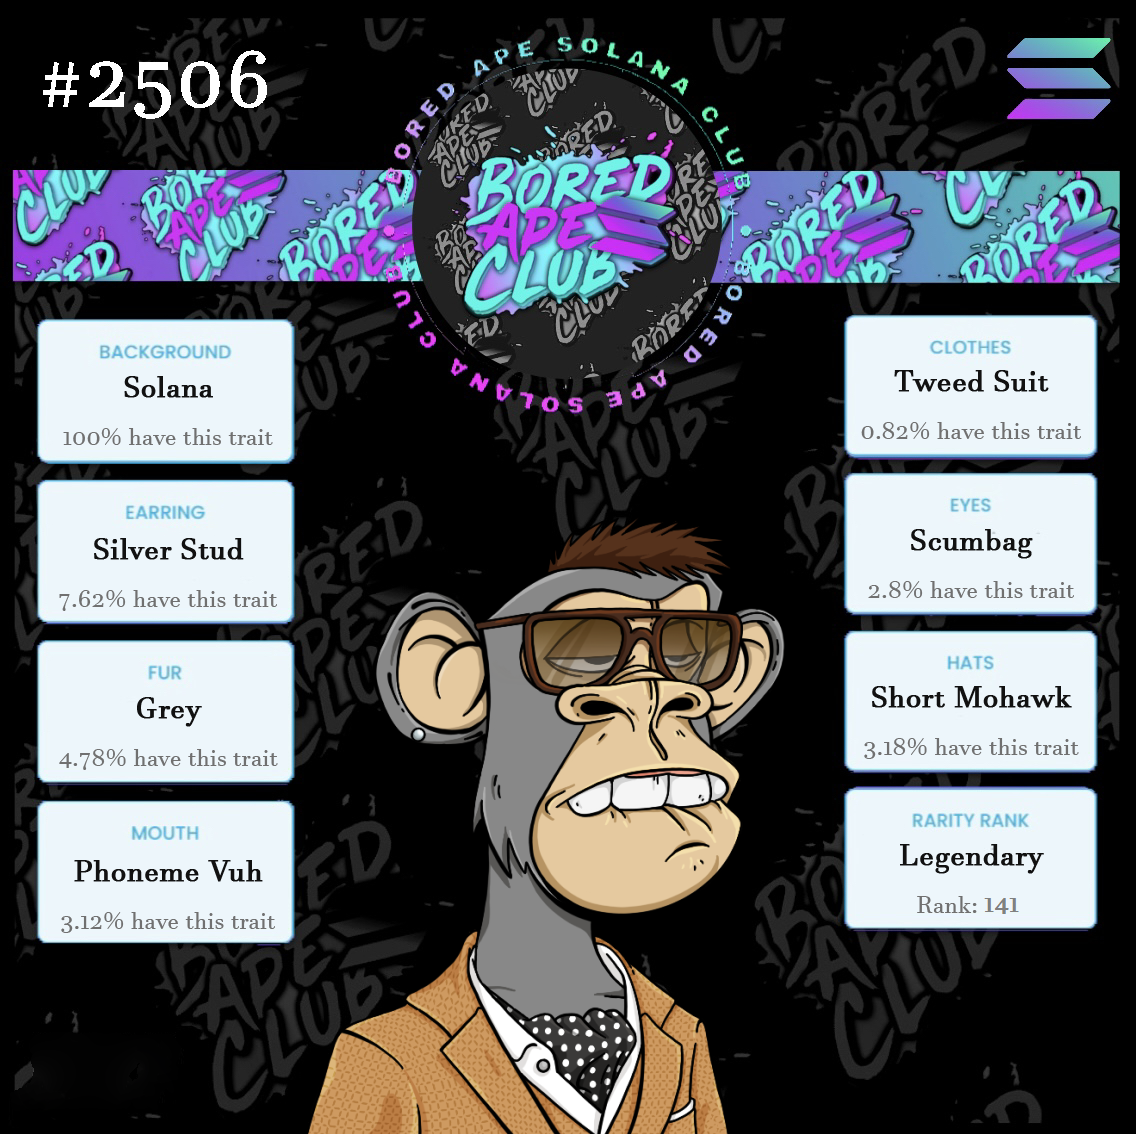 #2506
BORED APE SOLANA CLUB
BORED
APE
CLUB
BORED APE SOLANA CLUB
BACKGROUND
Solana
100% have this trait
EARRING
Silver Stud
7.62% have this trait
FUR
Grey
4.78% have this trait
MOUTH
Phoneme Vuh
3.12% have this trait
CLOTHES
Tweed Suit
0.82% have this trait
EYES
Scumbag
2.8% have this trait
HATS
Short Mohawk
3.18% have this trait
RARITY RANK
Legendary
Rank: 141